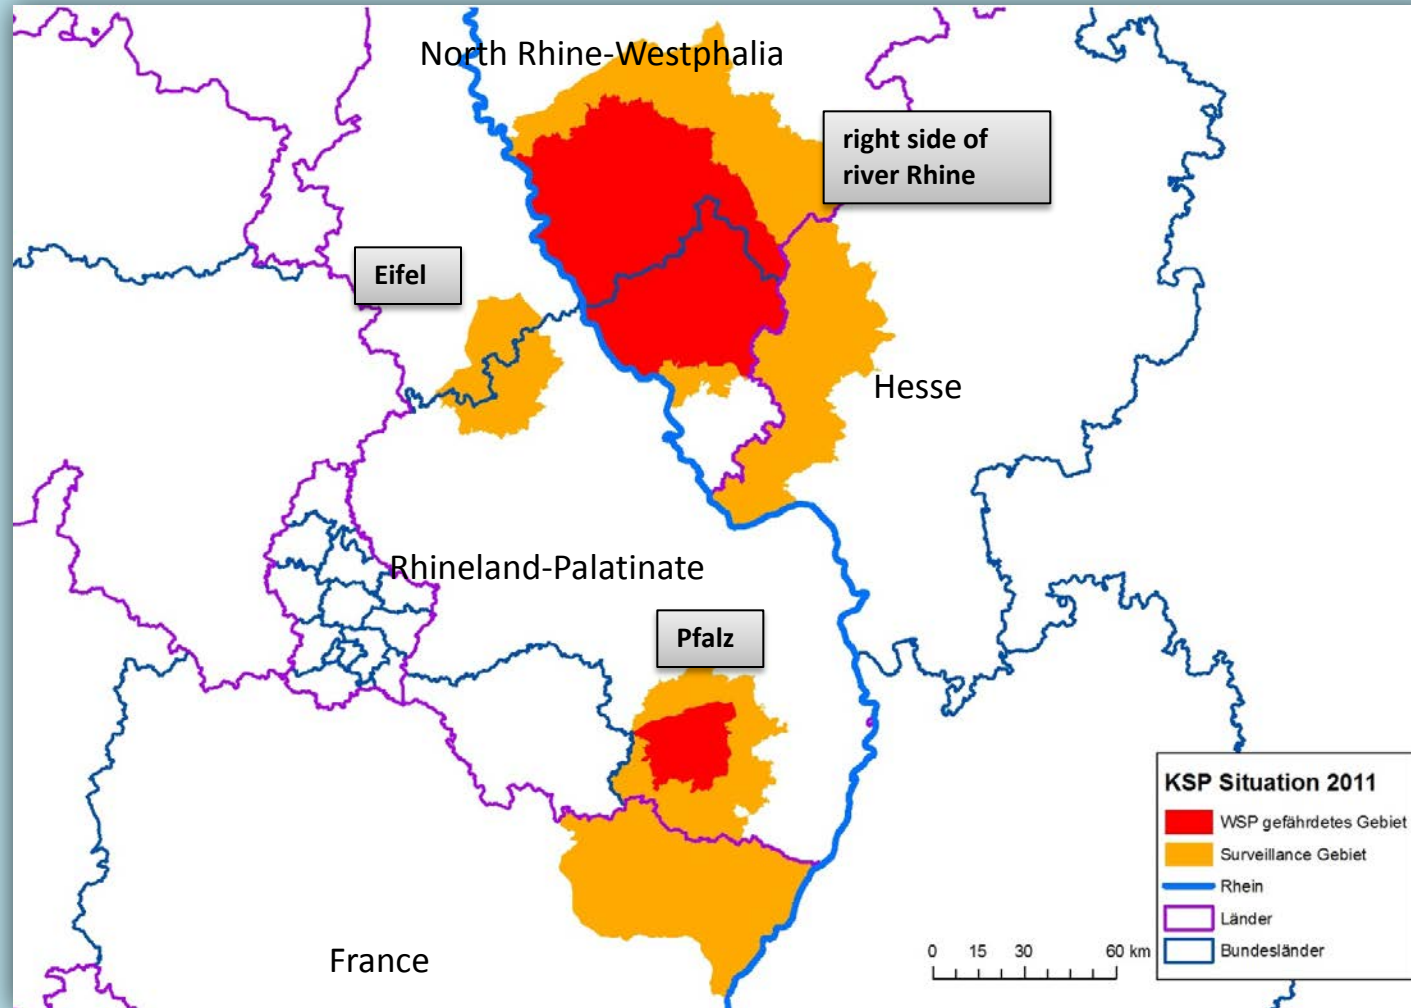 North Rhine-Westphalia
right side of
river Rhine
Eifel
Hesse
Rhineland-Palatinate
Pfalz
France
0 15 30 60 km
KSP Situation 2011
WSP gefährdetes Gebiet
Surveillance Gebiet
Rhein
Länder
Bundesländer